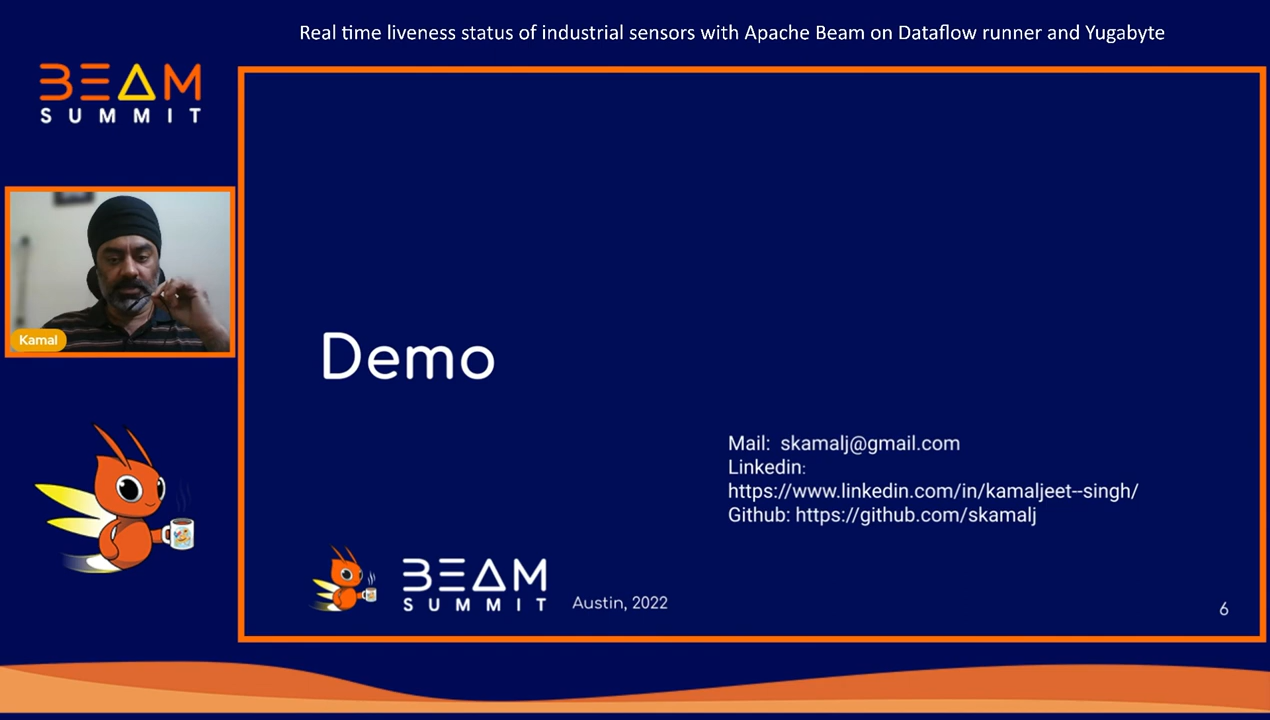 Real time liveness status of industrial sensors with Apache Beam on Dataflow runner and Yugabyte
BEAM
SUMMIT
Kamal
Demo
Mail: skamalj@gmail.com
Linkedin:
https://www.linkedin.com/in/kamaljeet--singh/
Github: https://github.com/skamalj
BEAM
SUMMIT
Austin, 2022
6